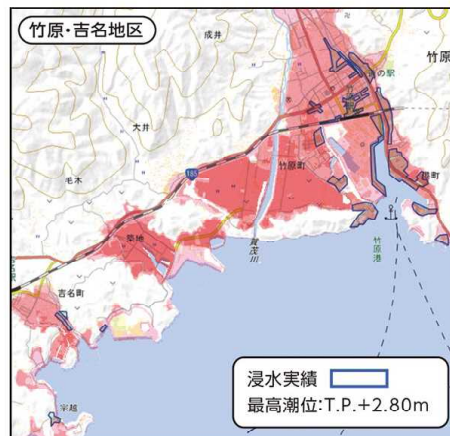 竹原・吉名地区
成井
竹原
の駅
大井
185
毛木
竹原町
築地
賀茂川
竹原港
吉名町
宗越
浸水実績
最高潮位:T.P.+2.80m